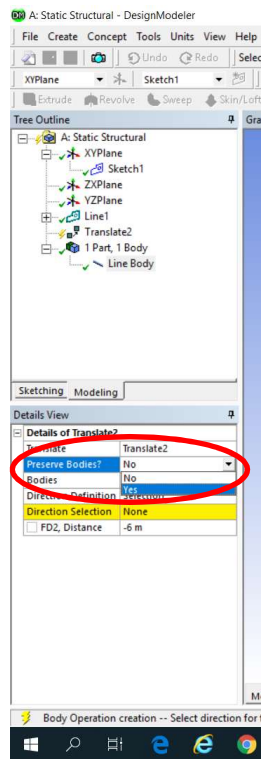 A: Static Structural - DesignModeler
File Create Concept Tools Units View Help
Undo Redo Selec
XYPlane Sketch1
Extrude Revolve Sweep Skin/Loft
Tree Outline Gra
A: Static Structural
XYPlane
Sketch1
ZXPlane
YZPlane
Line1
Translate2
1 Part, 1 Body
Line Body
Sketching Modeling
Details View
Details of Translate2
Translate Translate2
Preserve Bodies? No
Bodies No
Yes
Direction Definition Selection
Direction Selection None
FD2, Distance -6 m
M
Body Operation creation -- Select direction for